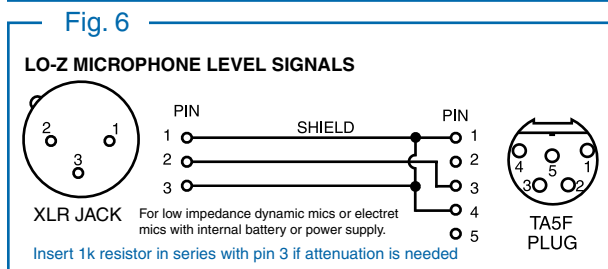 Fig. 6
LO-Z MICROPHONE LEVEL SIGNALS
PIN PIN
2 1 3
1 SHIELD 1
2 2
3 3
4
5
4 5 1
3 2
XLR JACK
For low impedance dynamic mics or electret
mics with internal battery or power supply.
TA5F
PLUG
Insert 1k resistor in series with pin 3 if attenuation is needed